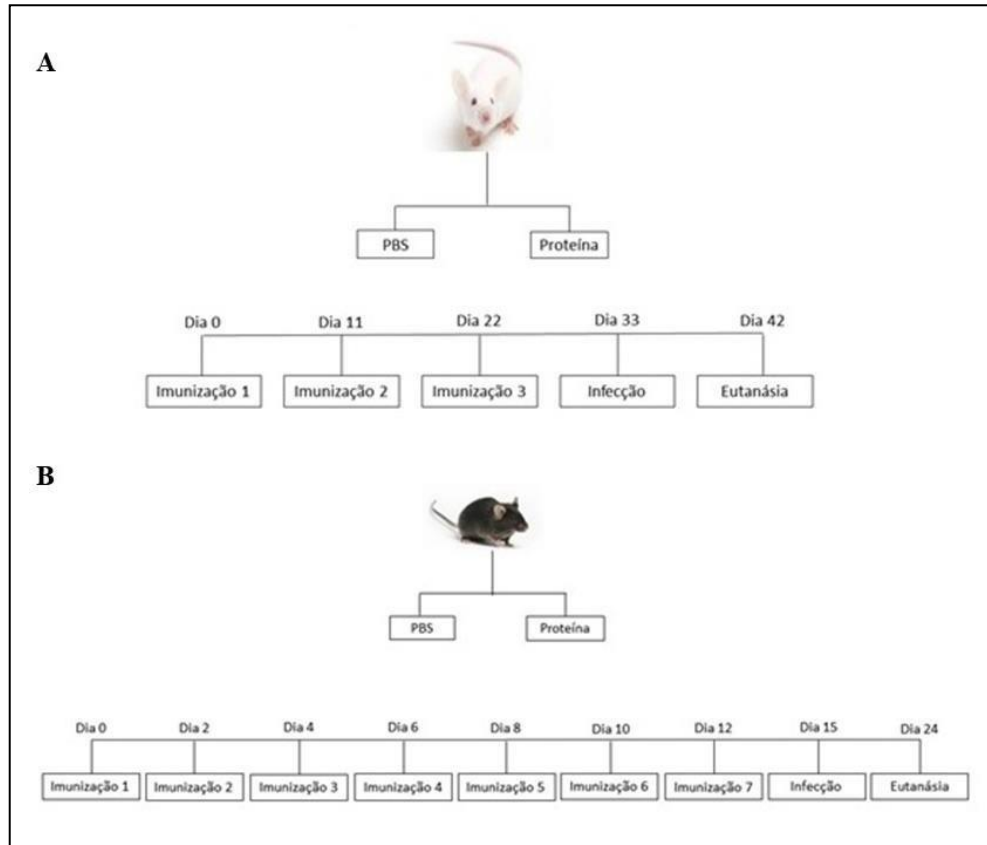 A
PBS Proteína
Dia 0 Dia 11 Dia 22 Dia 33 Dia 42
Imunização 1 Imunização 2 Imunização 3 Infecção Eutanásia
B
PBS Proteína
Dia 0 Dia 2 Dia 4 Dia 6 Dia 8 Dia 10 Dia 12 Dia 15 Dia 24
Imunização 1 Imunização 2 Imunização 3 Imunização 4 Imunização 5 Imunização 6 Imunização 7 Infecção Eutanásia